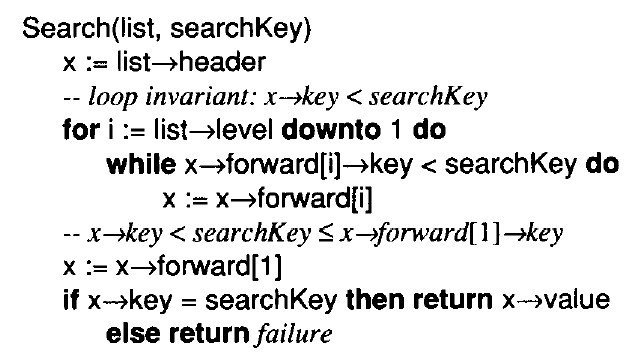 Search(list, searchKey)
x := list→header
-- loop invariant: x→key < searchKey
for i := list→level downto 1 do
while x→forward[i]→key < searchKey do
x := x→forward[i]
-- x→key < searchKey ≤ x→forward[1]→key
x := x→forward[1]
if x→key = searchKey then return x→value
else return failure